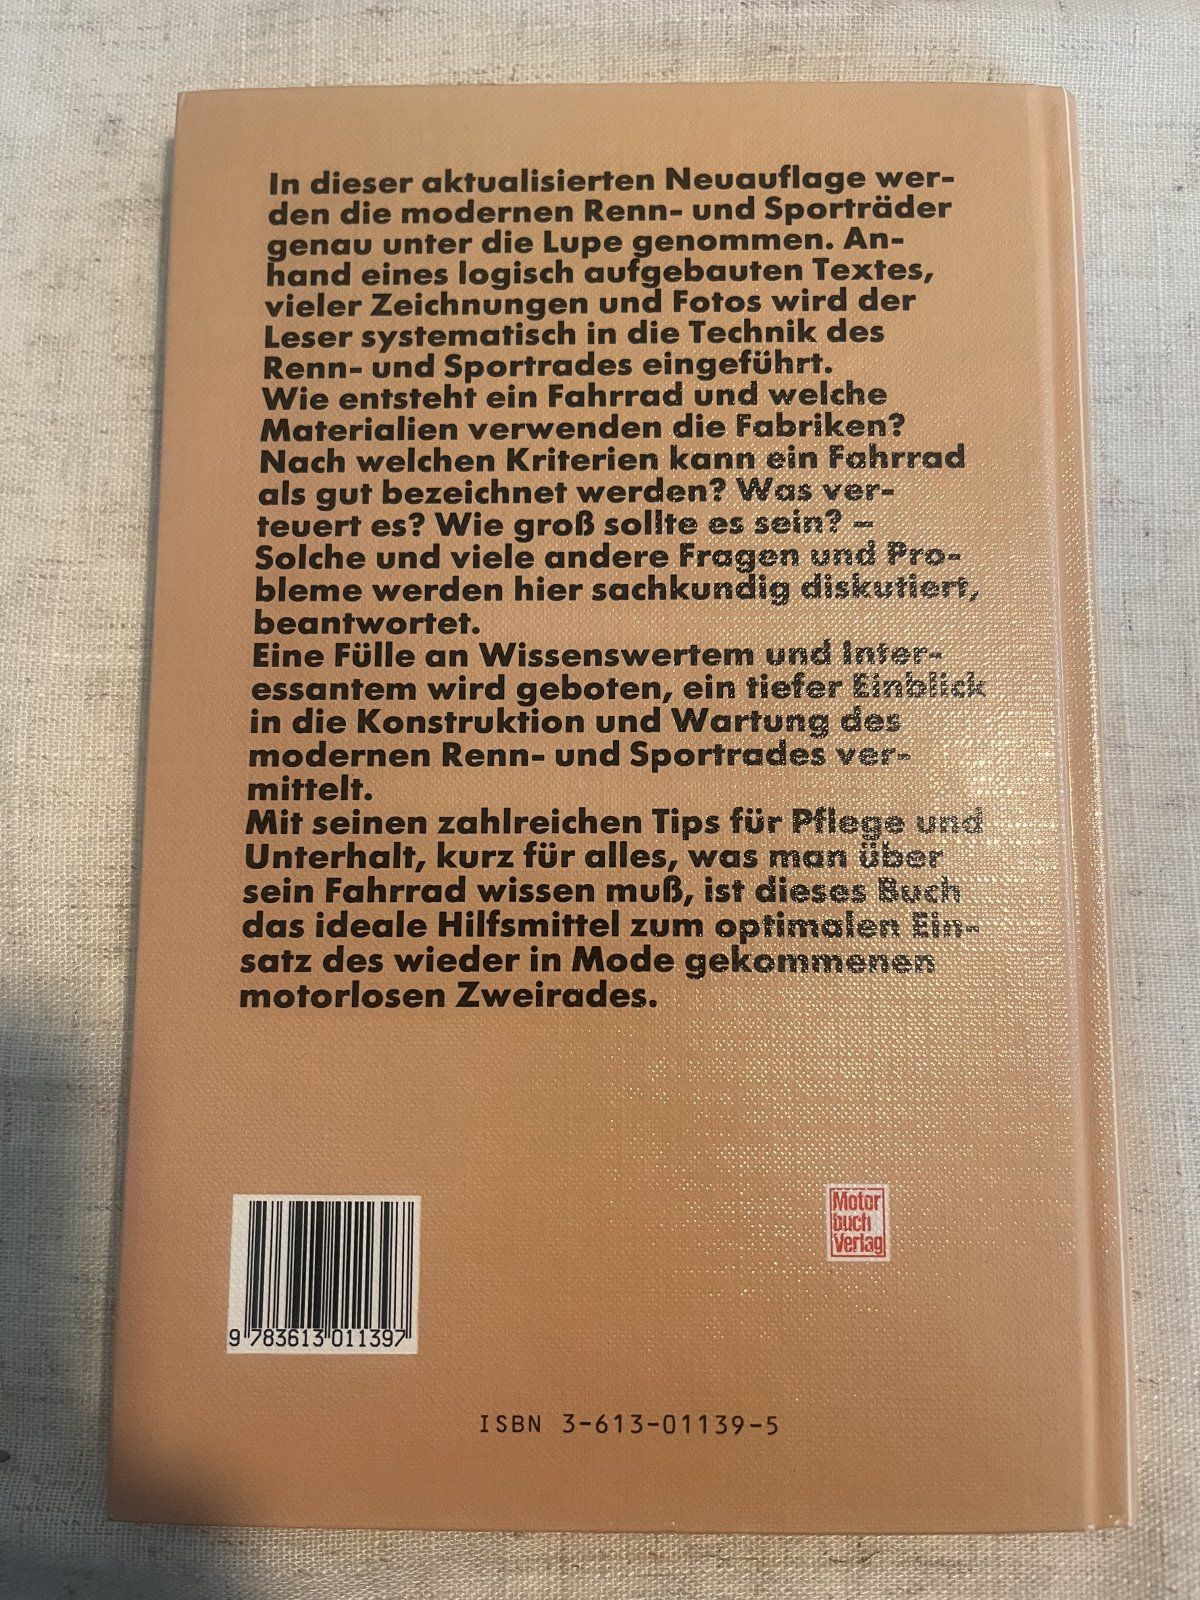 In dieser aktualisierten Neuauflage wer-
den die modernen Renn- und Sporträder
genau unter die Lupe genommen. An-
hand eines logisch aufgebauten Textes,
vieler Zeichnungen und Fotos wird der
Leser systematisch in die Technik des
Renn- und Sportrades eingeführt.
Wie entsteht ein Fahrrad und welche
Materialien verwenden die Fabriken?
Nach welchen Kriterien kann ein Fahrrad
als gut bezeichnet werden? Was ver-
teuert es? Wie groß sollte es sein? –
Solche und viele andere Fragen und Pro-
bleme werden hier sachkundig diskutiert,
beantwortet.
Eine Fülle an Wissenswertem und Inter-
essantem wird geboten, ein tiefer Einblick
in die Konstruktion und Wartung des
modernen Renn- und Sportrades ver-
mittelt.
Mit seinen zahlreichen Tips für Pflege und
Unterhalt, kurz für alles, was man über
sein Fahrrad wissen muß, ist dieses Buch
das ideale Hilfsmittel zum optimalen Ein-
satz des wieder in Mode gekommenen
motorlosen Zweirades.
Motor
buch
Verlag
9 783613 011397
ISBN 3-613-01139-5